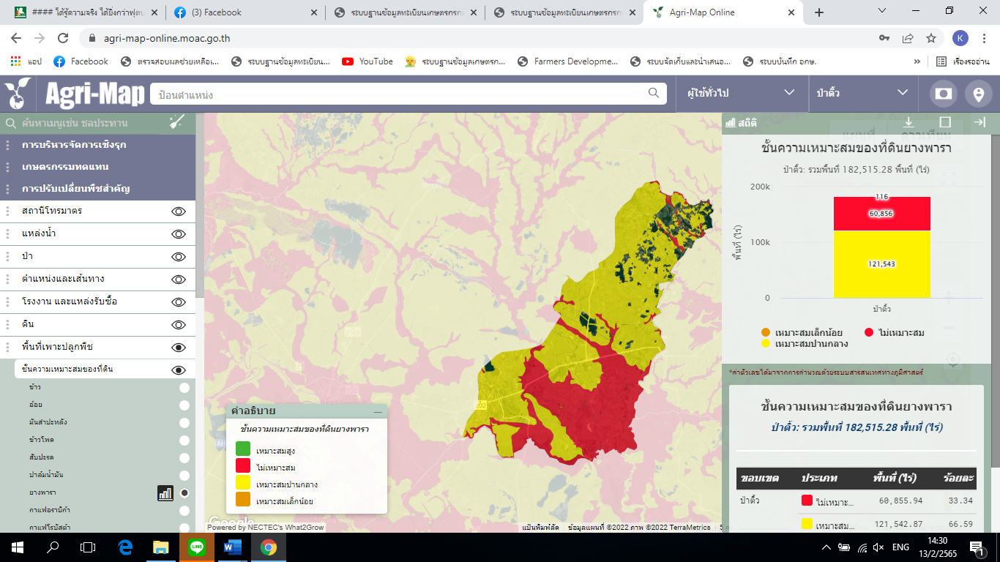 #### ได้รู้ความจริง ได้ยิ่งกว่าฟุตบ
(3) Facebook
ระบบฐานข้อมูลทะเบียนเกษตรกรกล
ระบบฐานข้อมูลทะเบียนเกษตรกรกล
Agri-Map Online
agri-map-online.moac.go.th
K
แอป
Facebook
ตรวจสอบผลช่วยเหลือเ...
ระบบฐานข้อมูลทะเบียน...
YouTube
ระบบฐานข้อมูลเกษตรก...
Farmers Developme...
ระบบจัดเก็บและนำเสนอ...
ระบบบันทึก อกษ.
»
เรื่องรออ่าน
Agri-Map
ป้อนตำแหน่ง
ผู้ใช้ทั่วไป
ป่าติ้ว
ค้นหาเมนูเช่น ชลประทาน
การบริหารจัดการเชิงรุก
เกษตรกรรมทดแทน
การปรับเปลี่ยนพืชสำคัญ
สถานีโทรมาตร
แหล่งน้ำ
ป่า
ตำแหน่งและเส้นทาง
โรงงาน และแหล่งรับซื้อ
ดิน
พื้นที่เพาะปลูกพืช
ชั้นความเหมาะสมของที่ดิน
ข้าว
อ้อย
มันสำปะหลัง
ข้าวโพด
สับปะรด
ปาล์มน้ำมัน
ยางพารา
กาแฟอราบิก้า
กาแฟโรบัสต้า
202
คำอธิบาย
ชั้นความเหมาะสมของที่ดินยางพารา
เหมาะสมสูง
ไม่เหมาะสม
เหมาะสมปานกลาง
เหมาะสมเล็กน้อย
Google
Powered by NECTEC's What2Grow
แป้นพิมพ์ลัด
ข้อมูลแผนที่ ©2022 ภาพ ©2022 TerraMetrics
5 ก
สถิติ
ชั้นความเหมาะสมของที่ดินยางพารา
ป่าติ้ว: รวมพื้นที่ 182,515.28 พื้นที่ (ไร่)
200k
100k
0
พื้นที่ (ไร่)
116
60,856
121,543
ป่าติ้ว
เหมาะสมเล็กน้อย
ไม่เหมาะสม
เหมาะสมปานกลาง
*ค่าตัวเลขได้มาจากการคำนวณด้วยระบบสารสนเทศทางภูมิศาสตร์
ชั้นความเหมาะสมของที่ดินยางพารา
ป่าติ้ว: รวมพื้นที่ 182,515.28 พื้นที่ (ไร่)
ขอบเขต ประเภท พื้นที่ (ไร่) ร้อยละ
ป่าติ้ว ไม่เหมาะ... 60,855.94 33.34
เหมาะสม... 121,542.87 66.59
ENG
14:30
13/2/2565
1